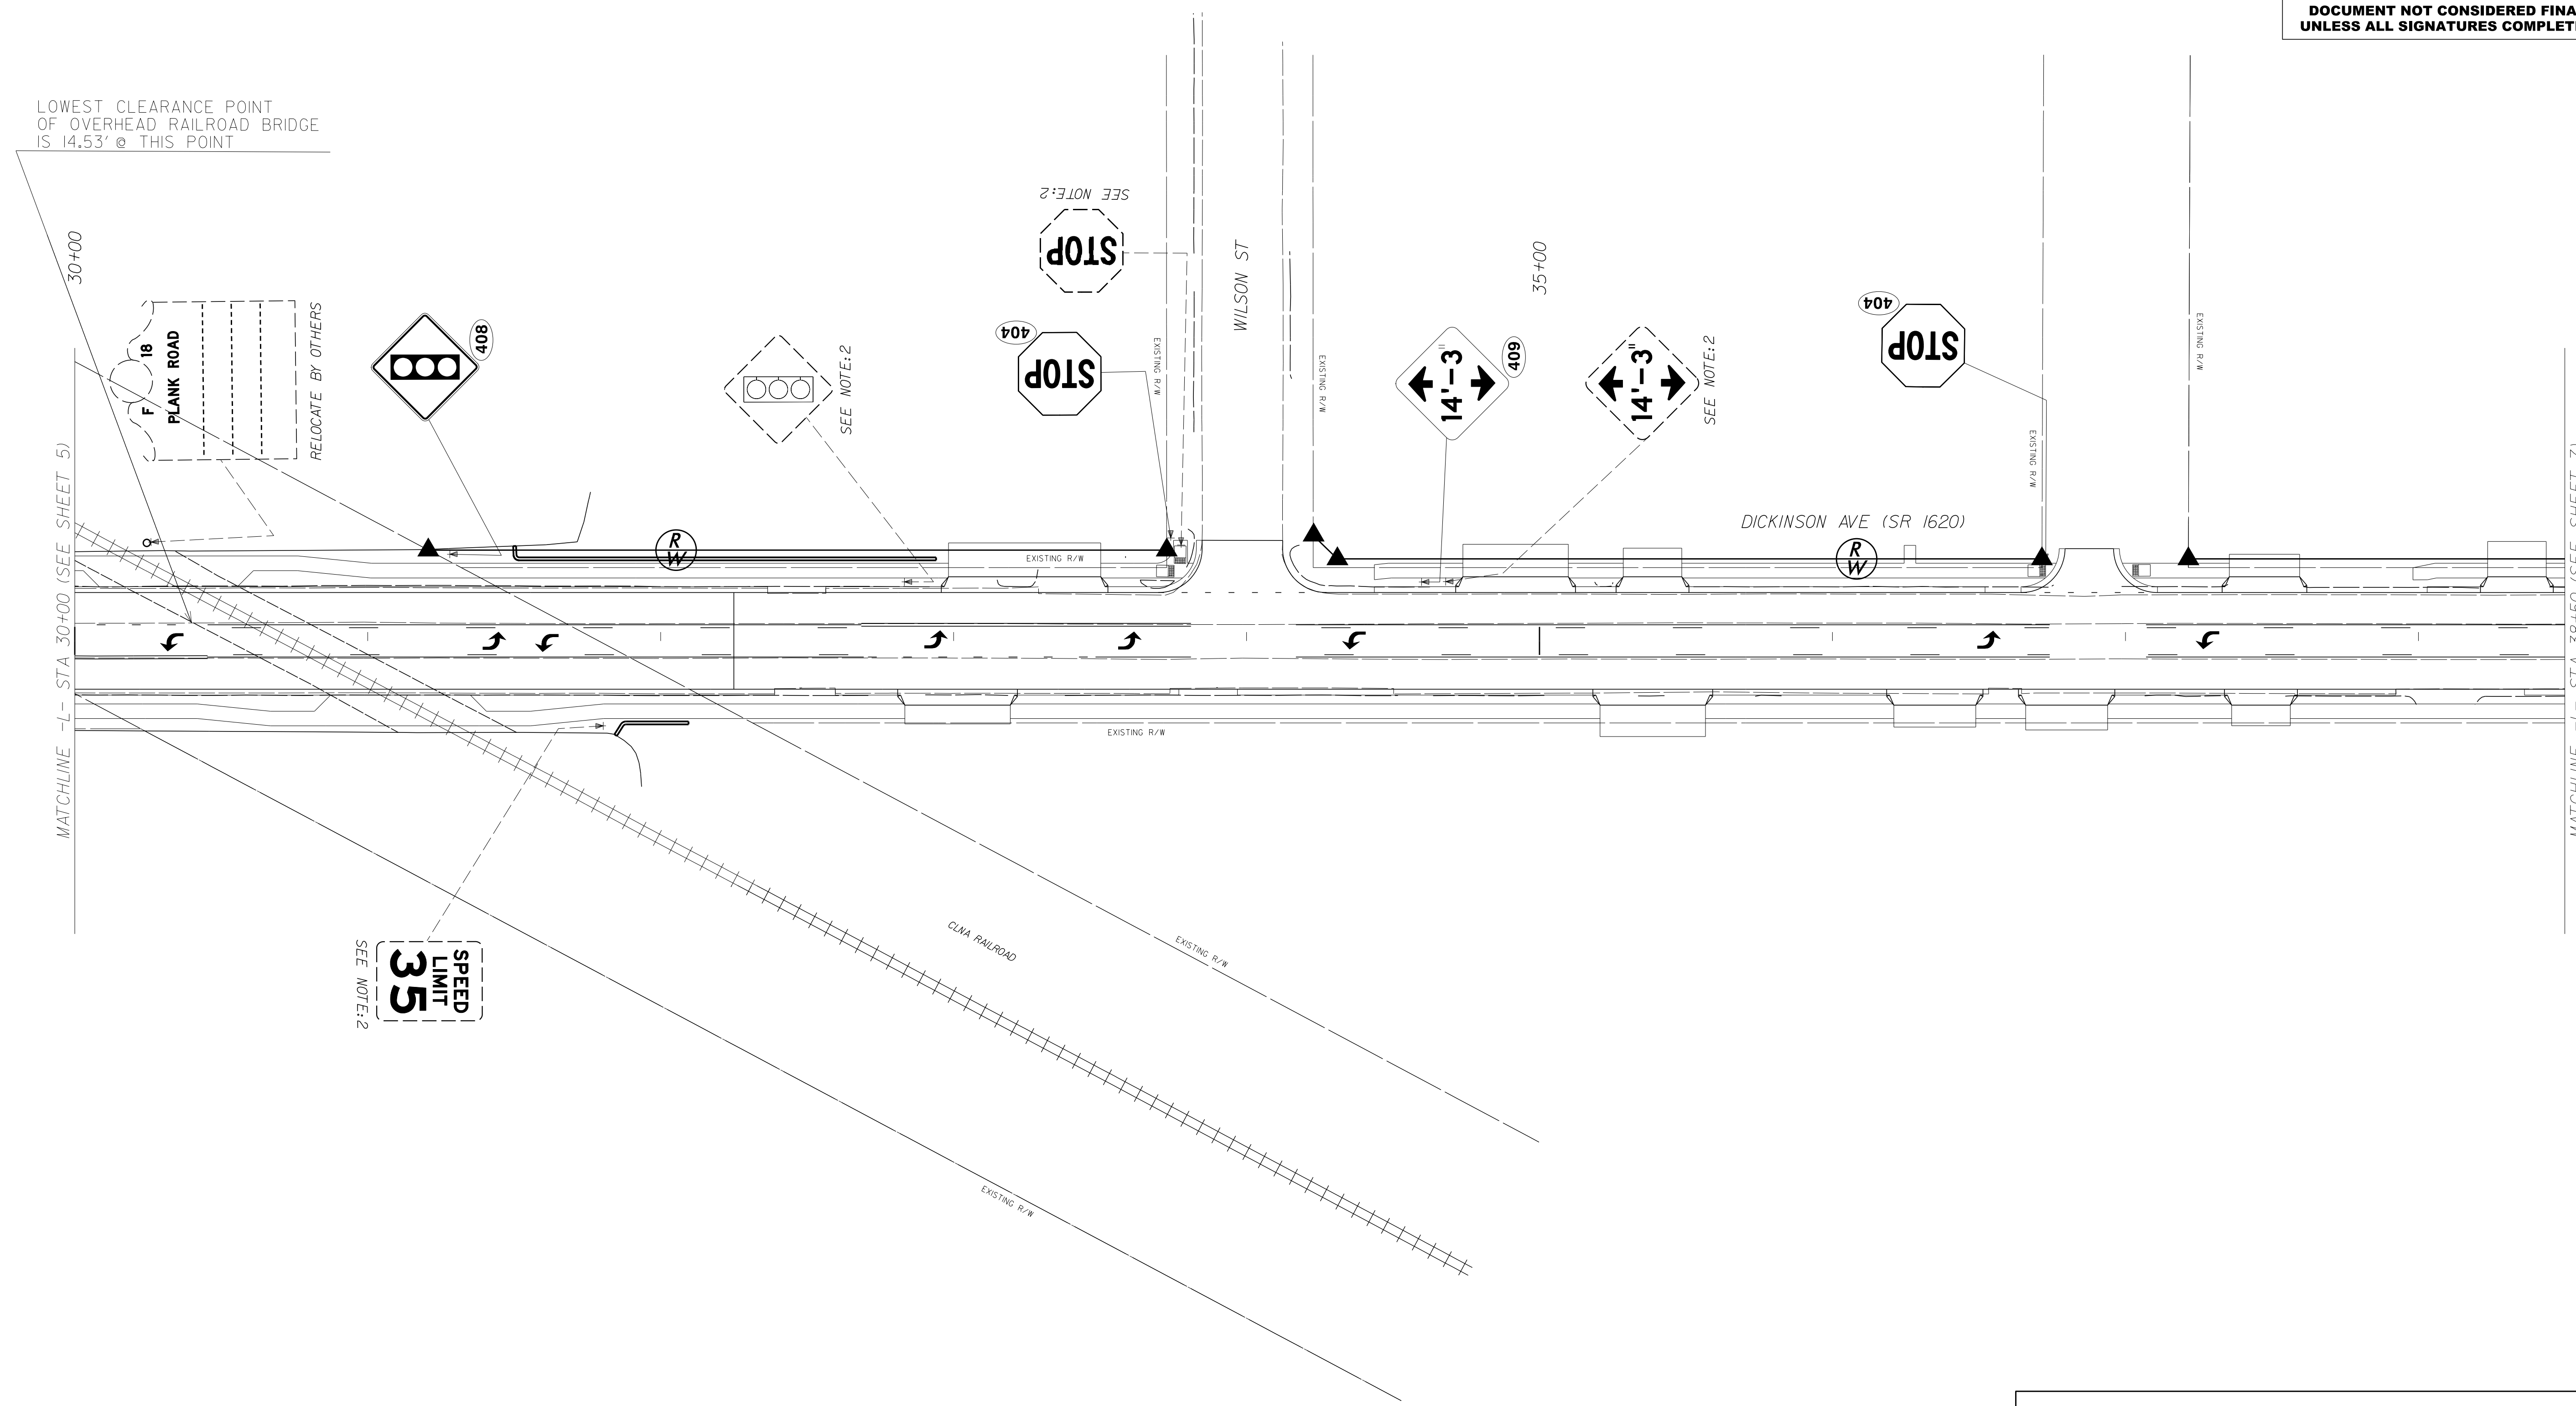 DOCUMENT NOT CONSIDERED FINA
UNLESS ALL SIGNATURES COMPLET
LOWEST CLEARANCE POINT
OF OVERHEAD RAILROAD BRIDGE
IS 14.53' @ THIS POINT
30+00
F 18
PLANK ROAD
RELOCATE BY OTHERS
408
SEE NOTE:2
SEE NOTE:2
STOP
404
STOP
EXISTING R/W
WILSON ST
EXISTING R/W
14'-3"
409
35+00
14'-3"
SEE NOTE:2
404
STOP
EXISTING R/W
EXISTING R/W
DICKINSON AVE (SR 1620)
R
W
EXISTING R/W
R
W
MATCHLINE -L- STA 30+00 (SEE SHEET 5)
EXISTING R/W
SPEED
LIMIT
35
SEE NOTE:2
CLNA RAILROAD
EXISTING R/W
EXISTING R/W